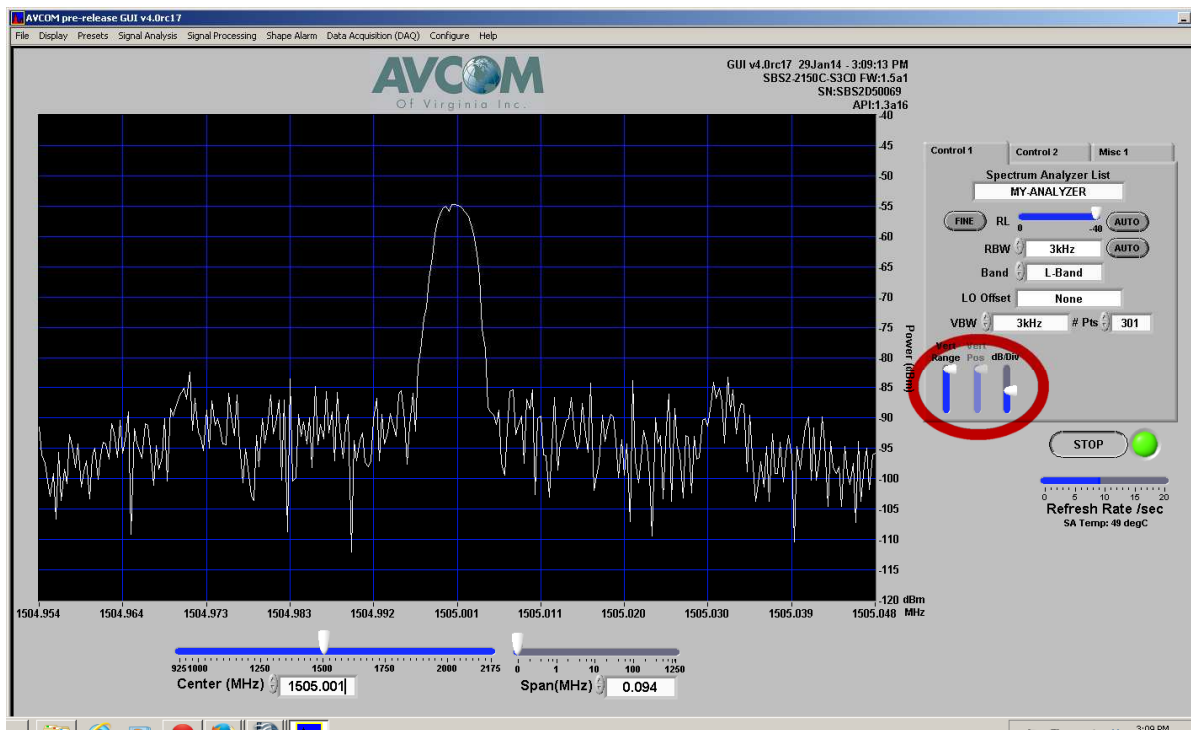 AVCOM pre-release GUI v4.0rc17
File Display Presets Signal Analysis Signal Processing Shape Alarm Data Acquisition (DAQ) Configure Help
AVCOM
Of Virginia Inc.
GUI v4.0rc17 29Jan14 - 3:09:13 PM
SBS2-2150C-S3C0 FW:1.5a1
SN:SBS2D50069
API:1.3a16
-40
-45
-50
-55
-60
-65
-70
-75
-80
-85
-90
-95
-100
-105
-110
-115
-120 dBm
Power (dBm)
1504.954 1504.964 1504.973 1504.983 1504.992 1505.001 1505.011 1505.020 1505.030 1505.039 1505.048 MHz
925 1000 1250 1500 1750 2000 2175
Center (MHz) 1505.001
0 1 10 100 1250
Span(MHz) 0.094
Control 1 Control 2 Misc 1
Spectrum Analyzer List
MY-ANALYZER
FINE RL 0 -40 AUTO
RBW 3kHz AUTO
Band L-Band
LO Offset None
VBW 3kHz # Pts 301
Vert Range Vert Pos dB/Div
STOP
0 5 10 15 20
Refresh Rate /sec
SA Temp: 49 degC
3:09 PM